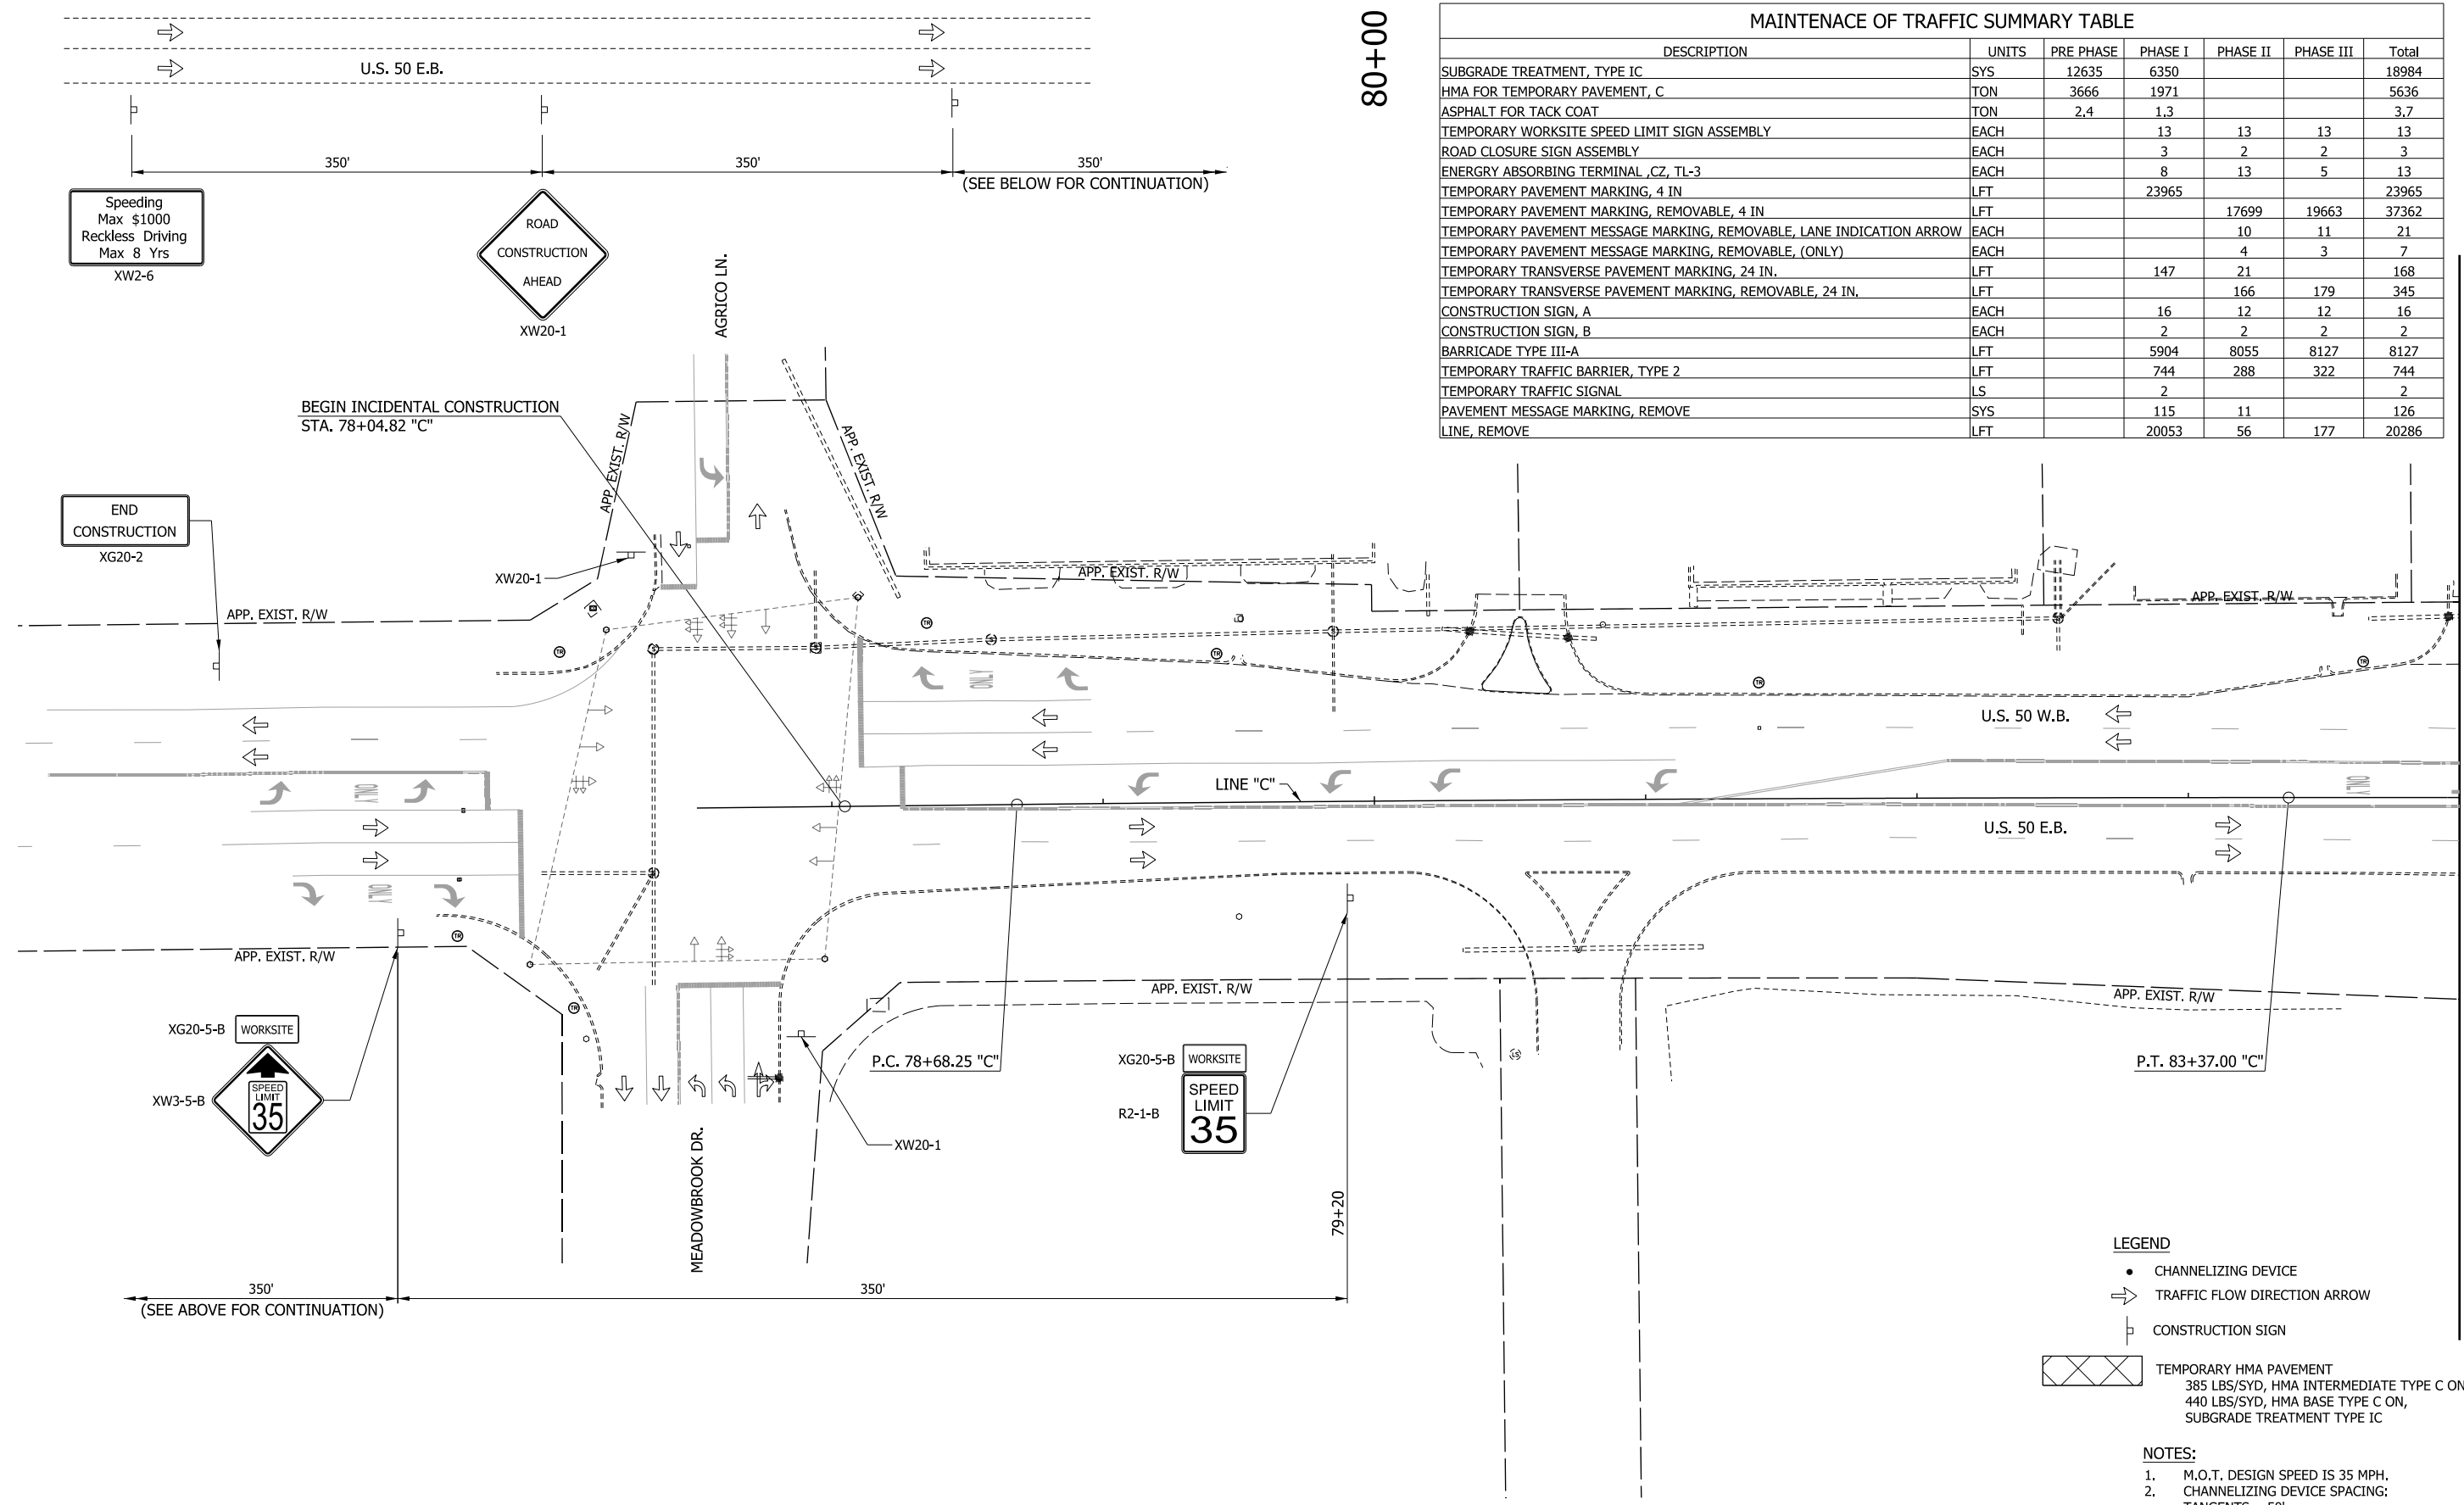 U.S. 50 E.B.
350'
350'
350'
(SEE BELOW FOR CONTINUATION)
Speeding
Max $1000
Reckless Driving
Max 8 Yrs
XW2-6
ROAD
CONSTRUCTION
AHEAD
XW20-1
AGRICO LN.
80+00
MAINTENACE OF TRAFFIC SUMMARY TABLE
DESCRIPTION UNITS PRE PHASE PHASE I PHASE II PHASE III Total
SUBGRADE TREATMENT, TYPE IC SYS 12635 6350 18984
HMA FOR TEMPORARY PAVEMENT, C TON 3666 1971 5636
ASPHALT FOR TACK COAT TON 2.4 1.3 3.7
TEMPORARY WORKSITE SPEED LIMIT SIGN ASSEMBLY EACH 13 13 13 13
ROAD CLOSURE SIGN ASSEMBLY EACH 3 2 2 3
ENERGRY ABSORBING TERMINAL ,CZ, TL-3 EACH 8 13 5 13
TEMPORARY PAVEMENT MARKING, 4 IN LFT 23965 23965
TEMPORARY PAVEMENT MARKING, REMOVABLE, 4 IN LFT 17699 19663 37362
TEMPORARY PAVEMENT MESSAGE MARKING, REMOVABLE, LANE INDICATION ARROW EACH 10 11 21
TEMPORARY PAVEMENT MESSAGE MARKING, REMOVABLE, (ONLY) EACH 4 3 7
TEMPORARY TRANSVERSE PAVEMENT MARKING, 24 IN. LFT 147 21 168
TEMPORARY TRANSVERSE PAVEMENT MARKING, REMOVABLE, 24 IN. LFT 166 179 345
CONSTRUCTION SIGN, A EACH 16 12 12 16
CONSTRUCTION SIGN, B EACH 2 2 2 2
BARRICADE TYPE III-A LFT 5904 8055 8127 8127
TEMPORARY TRAFFIC BARRIER, TYPE 2 LFT 744 288 322 744
TEMPORARY TRAFFIC SIGNAL LS 2 2
PAVEMENT MESSAGE MARKING, REMOVE SYS 115 11 126
LINE, REMOVE LFT 20053 56 177 20286
BEGIN INCIDENTAL CONSTRUCTION
STA. 78+04.82 "C"
APP. EXIST. R/W
APP. EXIST. R/W
END
CONSTRUCTION
XG20-2
XW20-1
APP. EXIST. R/W
APP. EXIST. R/W
APP. EXIST. R/W
TR
TR
TR
TR
TR
S
S
S
S
U.S. 50 W.B.
ONLY
ONLY
LINE "C"
ONLY
U.S. 50 E.B.
ONLY
TR
APP. EXIST. R/W
APP. EXIST. R/W
APP. EXIST. R/W
TR
XG20-5-B
WORKSITE
XW3-5-B
SPEED
LIMIT
35
P.C. 78+68.25 "C"
XG20-5-B
WORKSITE
R2-1-B
SPEED
LIMIT
35
LS
P.T. 83+37.00 "C"
XW20-1
MEADOWBROOK DR.
79+20
350'
(SEE ABOVE FOR CONTINUATION)
350'
LEGEND
CHANNELIZING DEVICE
TRAFFIC FLOW DIRECTION ARROW
CONSTRUCTION SIGN
TEMPORARY HMA PAVEMENT
385 LBS/SYD, HMA INTERMEDIATE TYPE C ON
440 LBS/SYD, HMA BASE TYPE C ON,
SUBGRADE TREATMENT TYPE IC
NOTES:
1. M.O.T. DESIGN SPEED IS 35 MPH.
2. CHANNELIZING DEVICE SPACING: